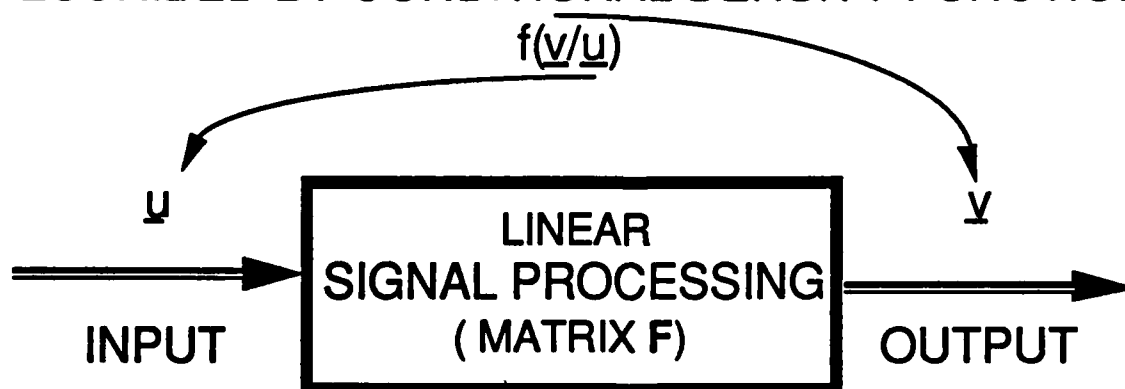 f(v/u)
u
v
LINEAR
SIGNAL PROCESSING
( MATRIX F)
INPUT
OUTPUT